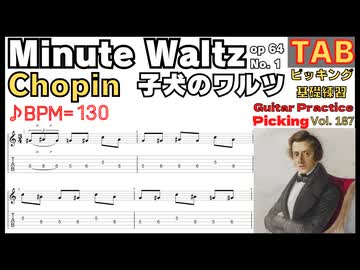 Minute Waltz op 64 No. 1
TAB
Chopin 子犬のワルツ
ピッキング
基礎練習
♪BPM=130
Guitar Practice
Picking Vol. 187